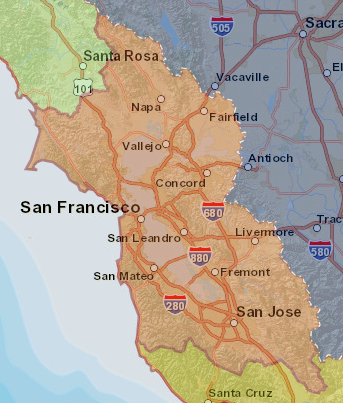 505
Sacra
Santa Rosa
El
Vacaville
101
Napa
Fairfield
Vallejo
Antioch
Concord
San Francisco
680
Trac
San Leandro
Livermore
880
580
San Mateo
Fremont
280
San Jose
Santa Cruz